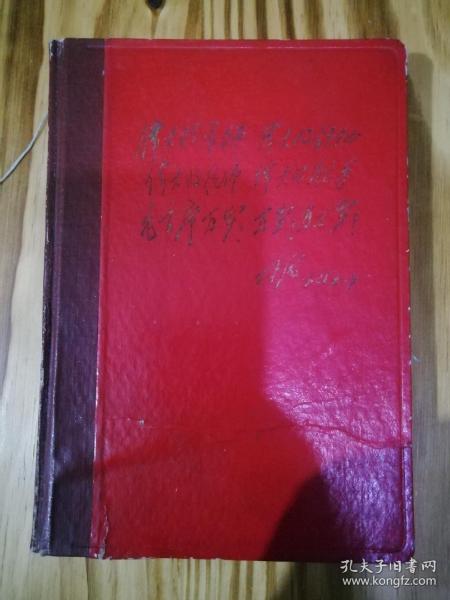 伟大的导师 伟大的领袖
伟大的统帅 伟大的舵手
毛主席万岁 万岁万万岁
林彪
孔夫子旧书网
www.kongfz.com